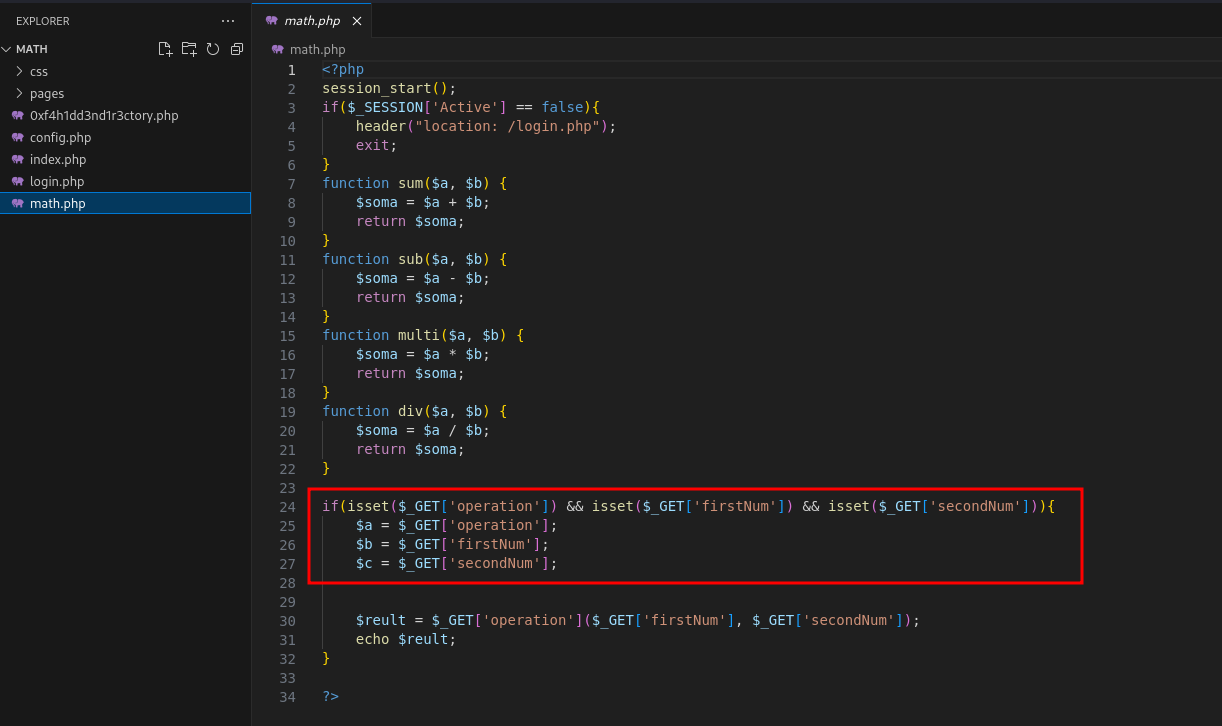 EXPLORER ...
MATH
css
pages
0xf4h1dd3nd1r3ctory.php
config.php
index.php
login.php
math.php
math.php
math.php
1 <?php
2 session_start();
3 if($_SESSION['Active'] == false){
4     header("location: /login.php");
5     exit;
6 }
7 function sum($a, $b) {
8     $soma = $a + $b;
9     return $soma;
10 }
11 function sub($a, $b) {
12     $soma = $a - $b;
13     return $soma;
14 }
15 function multi($a, $b) {
16     $soma = $a * $b;
17     return $soma;
18 }
19 function div($a, $b) {
20     $soma = $a / $b;
21     return $soma;
22 }
23
24 if(isset($_GET['operation']) && isset($_GET['firstNum']) && isset($_GET['secondNum'])){
25     $a = $_GET['operation'];
26     $b = $_GET['firstNum'];
27     $c = $_GET['secondNum'];
28
29
30     $reult = $_GET['operation']($_GET['firstNum'], $_GET['secondNum']);
31     echo $reult;
32 }
33
34 ?>